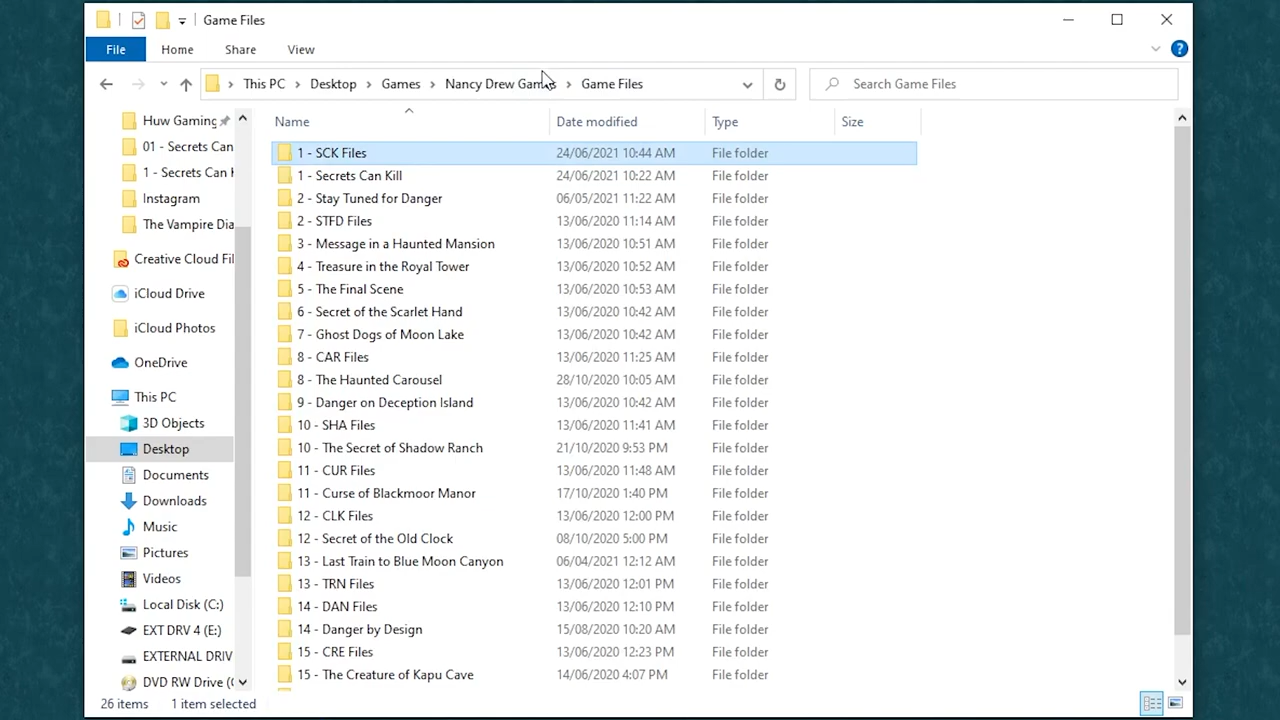 Game Files
File Home Share View
This PC > Desktop > Games > Nancy Drew Games > Game Files
Search Game Files
Name Date modified Type Size
Huw Gaming
01 - Secrets Can
1 - Secrets Can
Instagram
The Vampire Dia
Creative Cloud Fil
iCloud Drive
iCloud Photos
OneDrive
This PC
3D Objects
Desktop
Documents
Downloads
Music
Pictures
Videos
Local Disk (C:)
EXT DRV 4 (E:)
EXTERNAL DRIV
DVD RW Drive (
1 - SCK Files 24/06/2021 10:44 AM File folder
1 - Secrets Can Kill 24/06/2021 10:22 AM File folder
2 - Stay Tuned for Danger 06/05/2021 11:22 AM File folder
2 - STFD Files 13/06/2020 11:14 AM File folder
3 - Message in a Haunted Mansion 13/06/2020 10:51 AM File folder
4 - Treasure in the Royal Tower 13/06/2020 10:52 AM File folder
5 - The Final Scene 13/06/2020 10:53 AM File folder
6 - Secret of the Scarlet Hand 13/06/2020 10:42 AM File folder
7 - Ghost Dogs of Moon Lake 13/06/2020 10:42 AM File folder
8 - CAR Files 13/06/2020 11:25 AM File folder
8 - The Haunted Carousel 28/10/2020 10:05 AM File folder
9 - Danger on Deception Island 13/06/2020 10:42 AM File folder
10 - SHA Files 13/06/2020 11:41 AM File folder
10 - The Secret of Shadow Ranch 21/10/2020 9:53 PM File folder
11 - CUR Files 13/06/2020 11:48 AM File folder
11 - Curse of Blackmoor Manor 17/10/2020 1:40 PM File folder
12 - CLK Files 13/06/2020 12:00 PM File folder
12 - Secret of the Old Clock 08/10/2020 5:00 PM File folder
13 - Last Train to Blue Moon Canyon 06/04/2021 12:12 AM File folder
13 - TRN Files 13/06/2020 12:01 PM File folder
14 - DAN Files 13/06/2020 12:10 PM File folder
14 - Danger by Design 15/08/2020 10:20 AM File folder
15 - CRE Files 13/06/2020 12:23 PM File folder
15 - The Creature of Kapu Cave 14/06/2020 4:07 PM File folder
26 items 1 item selected